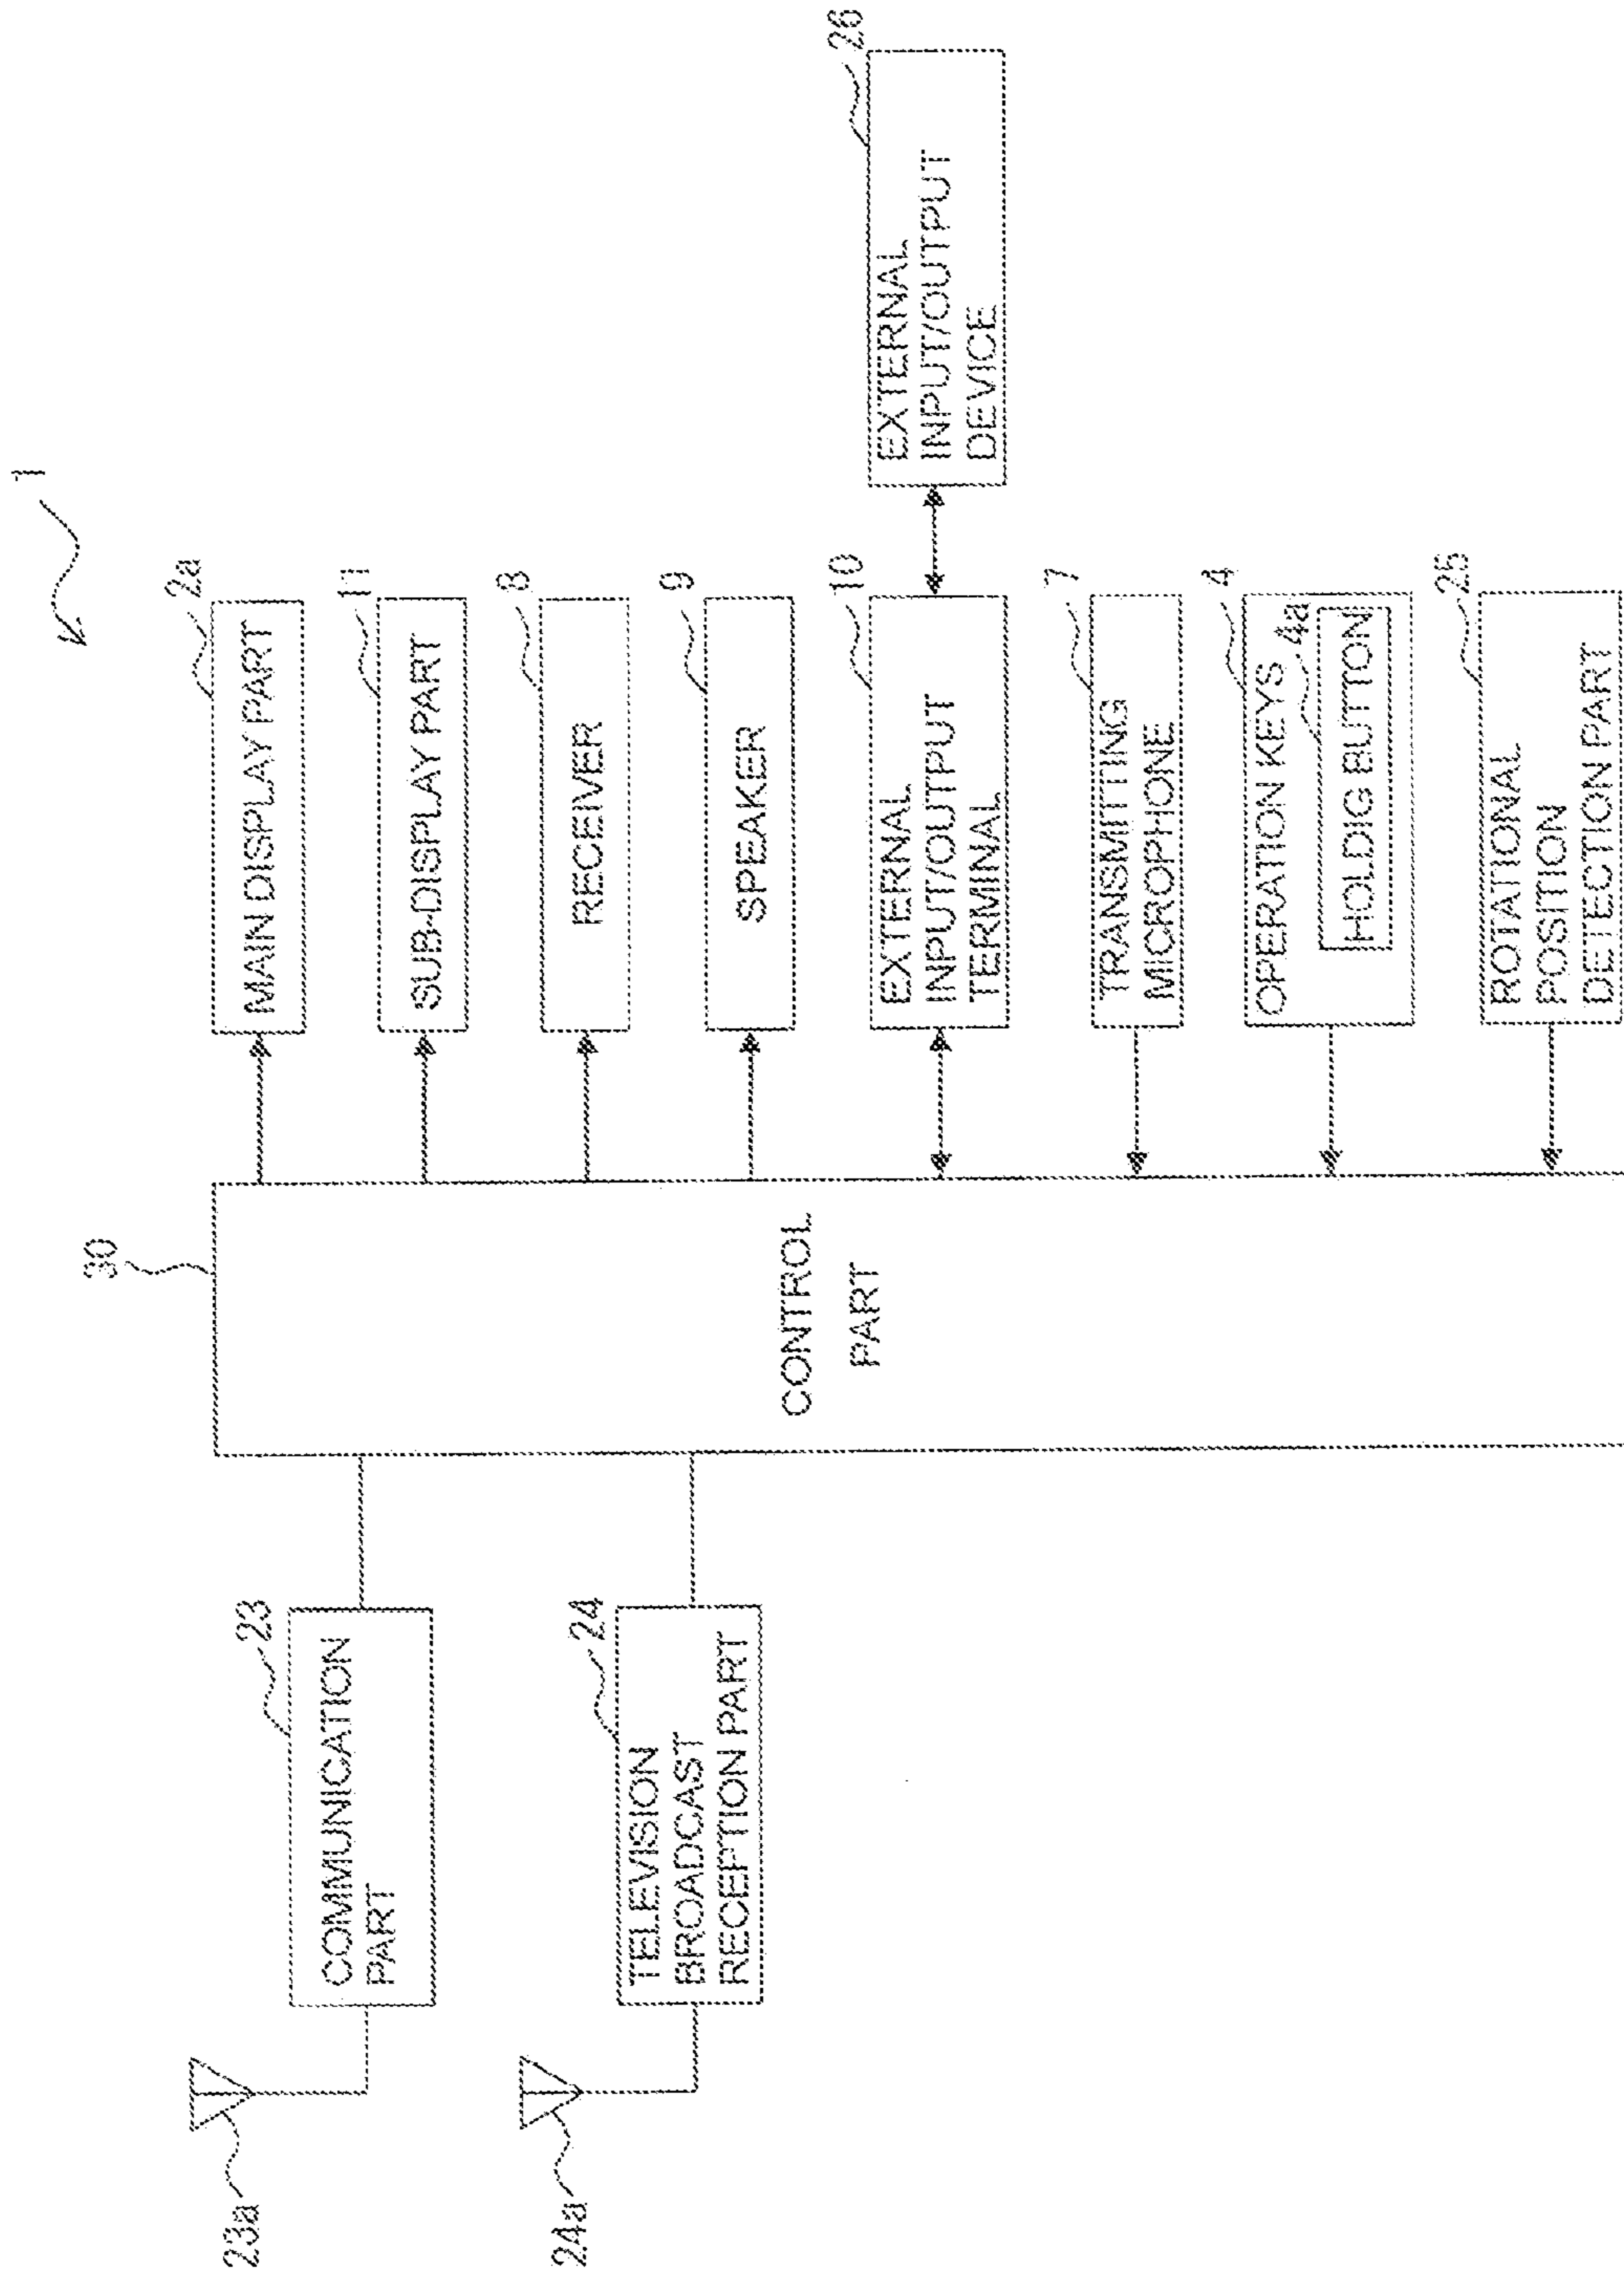 1
30
CONTROL
PART
23a
23
COMMUNICATION
PART
24a
24
TELEVISION
BROADCAST
RECEPTION PART
2a
MAIN DISPLAY PART
11
SUB-DISPLAY PART
8
RECEIVER
9
SPEAKER
10
EXTERNAL
INPUT/OUTPUT
TERMINAL
26
EXTERNAL
INPUT/OUTPUT
DEVICE
7
TRANSMITTING
MICROPHONE
4
OPERATION KEYS
4a
HOLDIG BUTTON
25
ROTATIONAL
POSITION
DETECTION PART